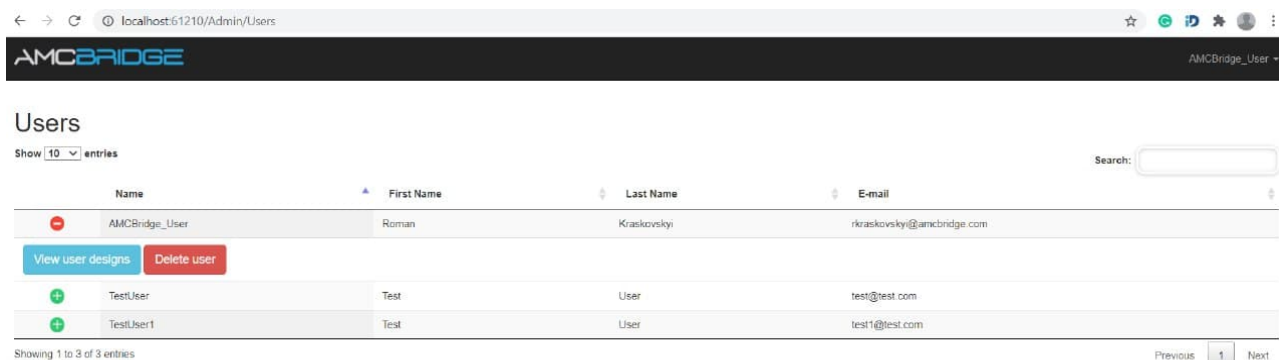 localhost:61210/Admin/Users
AMCBRIDGE
AMCBridge_User
Users
Show 10 entries
Search:
Name First Name Last Name E-mail
AMCBridge_User Roman Kraskovskyi rkraskovskyi@amcbridge.com
View user designs Delete user
TestUser Test User test@test.com
TestUser1 Test User test1@test.com
Showing 1 to 3 of 3 entries
Previous 1 Next